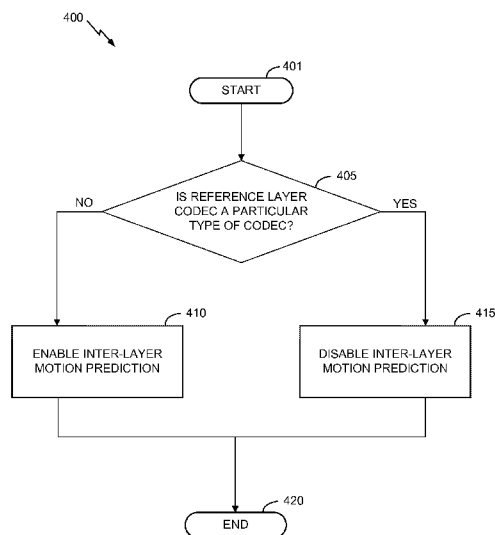 400
401
START
405
IS REFERENCE LAYER
CODEC A PARTICULAR
TYPE OF CODEC?
NO
YES
410
ENABLE INTER-LAYER
MOTION PREDICTION
415
DISABLE INTER-LAYER
MOTION PREDICTION
420
END